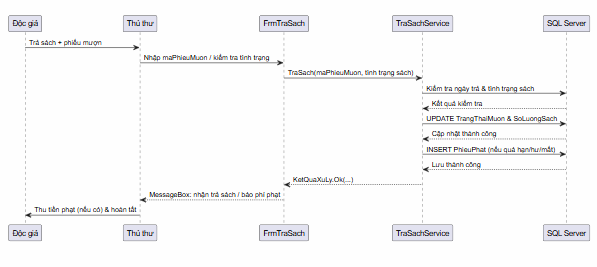 Độc giả Thủ thư FrmTraSach TraSachService SQL Server
Trả sách + phiếu mượn
Nhập maPhieuMuon / kiểm tra tình trạng
TraSach(maPhieuMuon, tình trạng sách)
Kiểm tra ngày trả & tình trạng sách
Kết quả kiểm tra
UPDATE TrangThaiMuon & SoLuongSach
Cập nhật thành công
INSERT PhieuPhat (nếu quá hạn/hư/mất)
Lưu thành công
KetQuaXuLy.Ok(...)
MessageBox: nhận trả sách / báo phí phạt
Thu tiền phạt (nếu có) & hoàn tất
Độc giả Thủ thư FrmTraSach TraSachService SQL Server